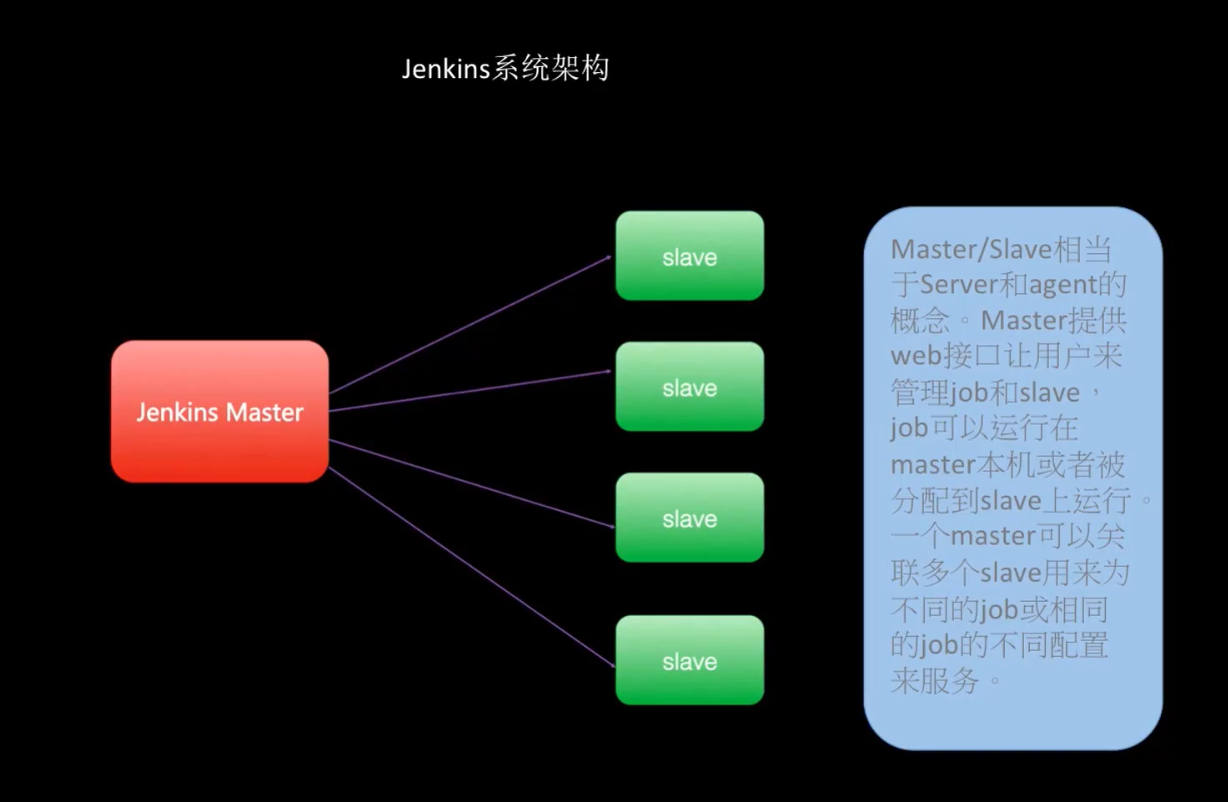 Jenkins系统架构
slave
slave
Jenkins Master
slave
slave
Master/Slave相当
于Server和agent的
概念。Master提供
web接口让用户来
管理job和slave，
job可以运行在
master本机或者被
分配到slave上运行。
一个master可以关
联多个slave用来为
不同的job或相同
的job的不同配置
来服务。